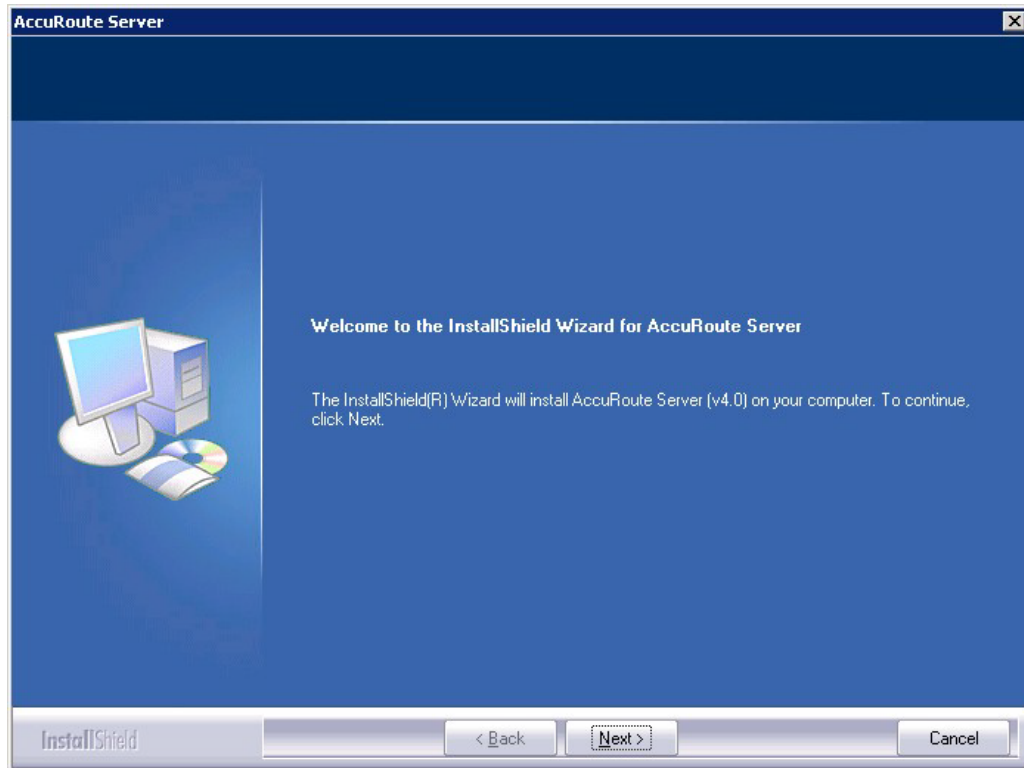 AccuRoute Server
Welcome to the InstallShield Wizard for AccuRoute Server
The InstallShield(R) Wizard will install AccuRoute Server (v4.0) on your computer. To continue,
click Next.
InstallShield
< Back
Next >
Cancel